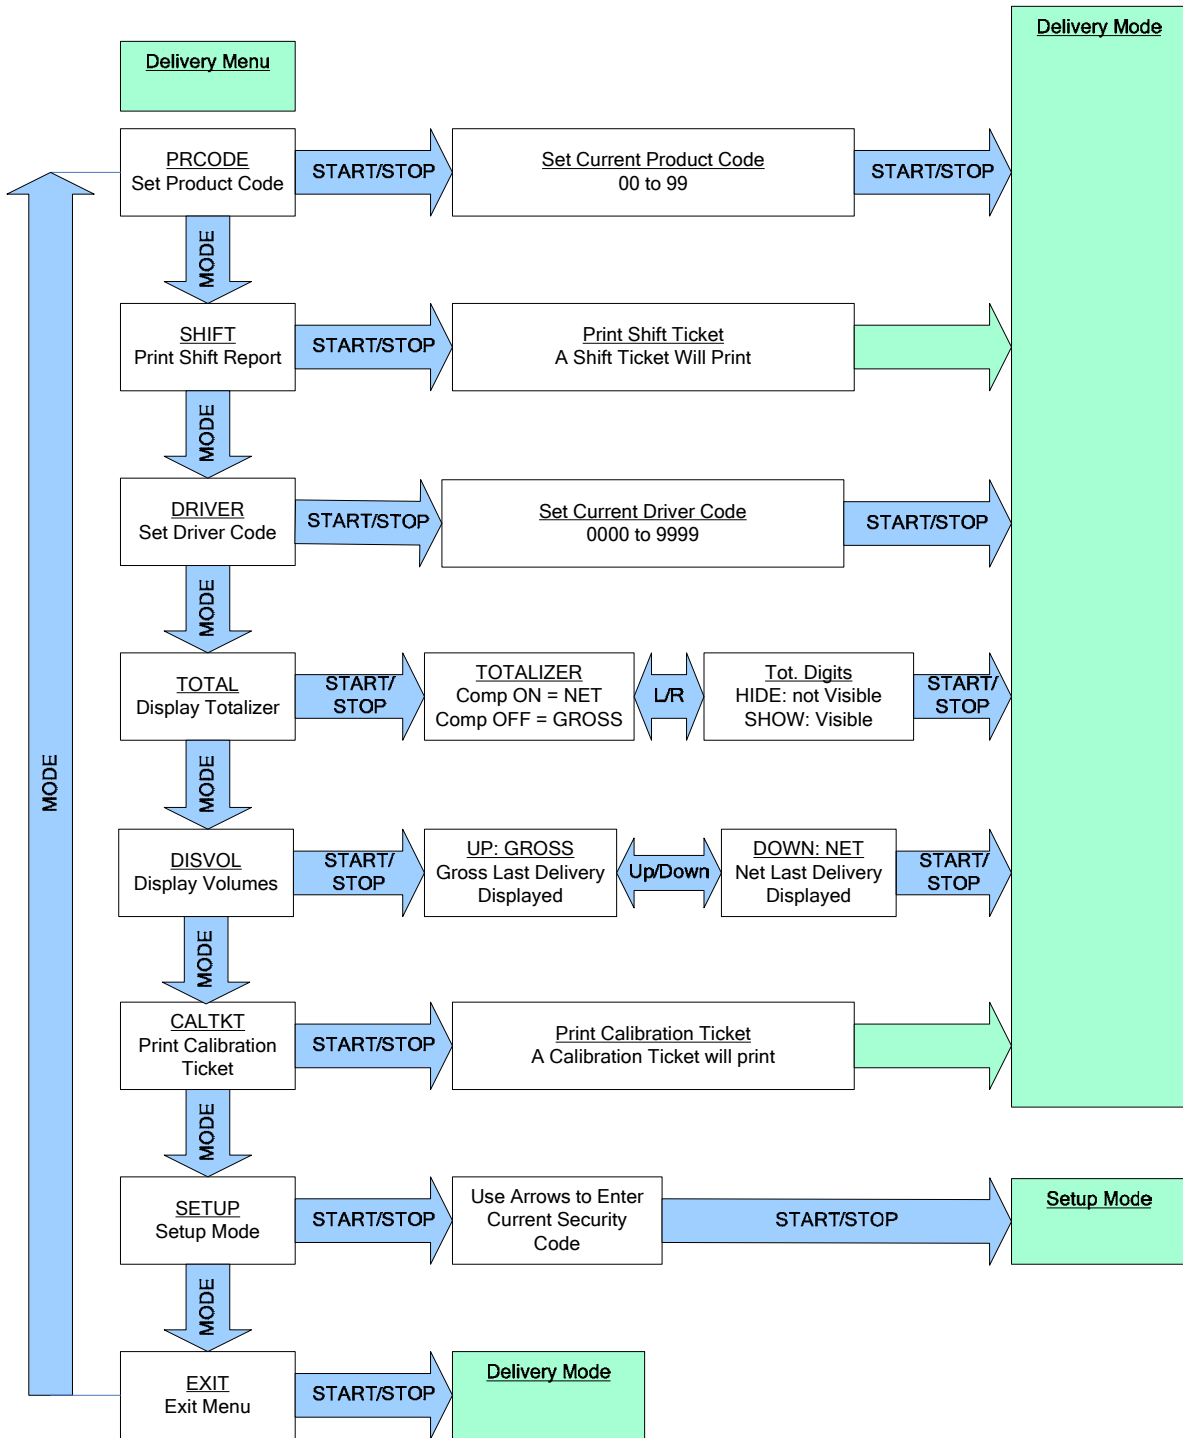 Delivery Menu
Delivery Mode
PRCODE
Set Product Code
START/STOP
Set Current Product Code
00 to 99
START/STOP
MODE
SHIFT
Print Shift Report
START/STOP
Print Shift Ticket
A Shift Ticket Will Print
MODE
DRIVER
Set Driver Code
START/STOP
Set Current Driver Code
0000 to 9999
START/STOP
MODE
TOTAL
Display Totalizer
START/
STOP
TOTALIZER
Comp ON = NET
Comp OFF = GROSS
L/R
Tot. Digits
HIDE: not Visible
SHOW: Visible
START/
STOP
MODE
MODE
DISVOL
Display Volumes
START/
STOP
UP: GROSS
Gross Last Delivery
Displayed
Up/Down
DOWN: NET
Net Last Delivery
Displayed
START/
STOP
MODE
CALTKT
Print Calibration
Ticket
START/STOP
Print Calibration Ticket
A Calibration Ticket will print
MODE
SETUP
Setup Mode
START/STOP
Use Arrows to Enter
Current Security
Code
START/STOP
Setup Mode
MODE
EXIT
Exit Menu
START/STOP
Delivery Mode